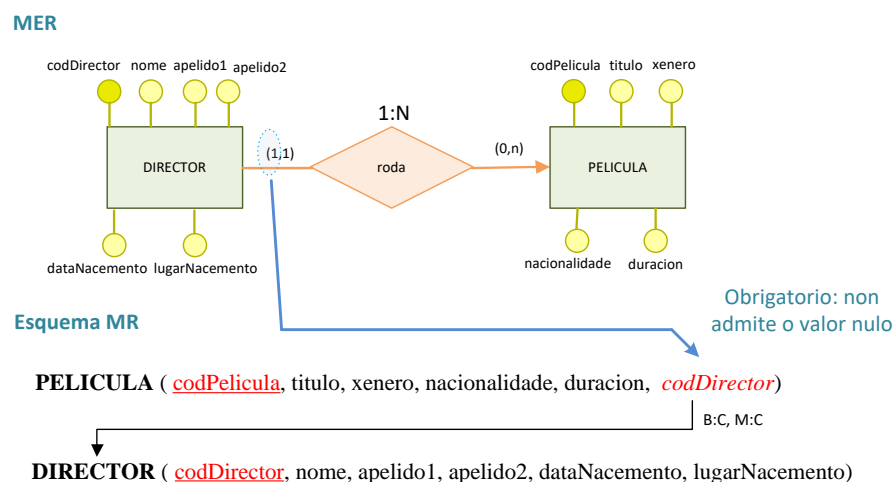 MER
codDirector nome apelido1 apelido2
codPelicula titulo xenero
1:N
(1,1)
(0,n)
DIRECTOR
roda
PELICULA
dataNacemento lugarNacemento
nacionalidade duracion
Obrigatorio: non
admite o valor nulo
Esquema MR
PELICULA ( codPelicula, titulo, xenero, nacionalidade, duracion, codDirector)
B:C, M:C
DIRECTOR ( codDirector, nome, apelido1, apelido2, dataNacemento, lugarNacemento)